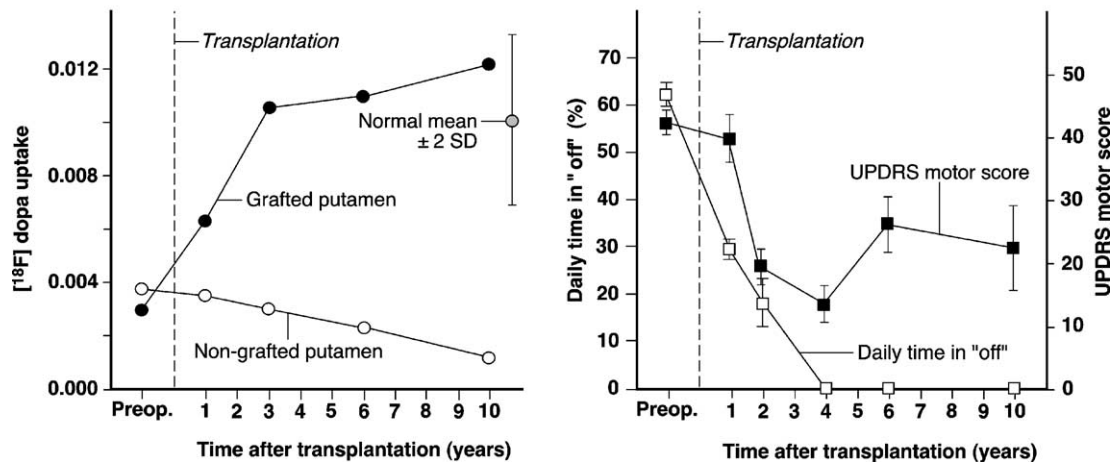 Transplantation
0.012
0.008
0.004
0.000
[18F] dopa uptake
Normal mean
± 2 SD
Grafted putamen
Non-grafted putamen
Preop. 1 2 3 4 5 6 7 8 9 10
Time after transplantation (years)
Transplantation
70
60
50
40
30
20
10
0
Daily time in " off" (%)
UPDRS motor score
Daily time in "off"
50
40
30
20
10
0
UPDRS motor score
Preop. 1 2 3 4 5 6 7 8 9 10
Time after transplantation (years)